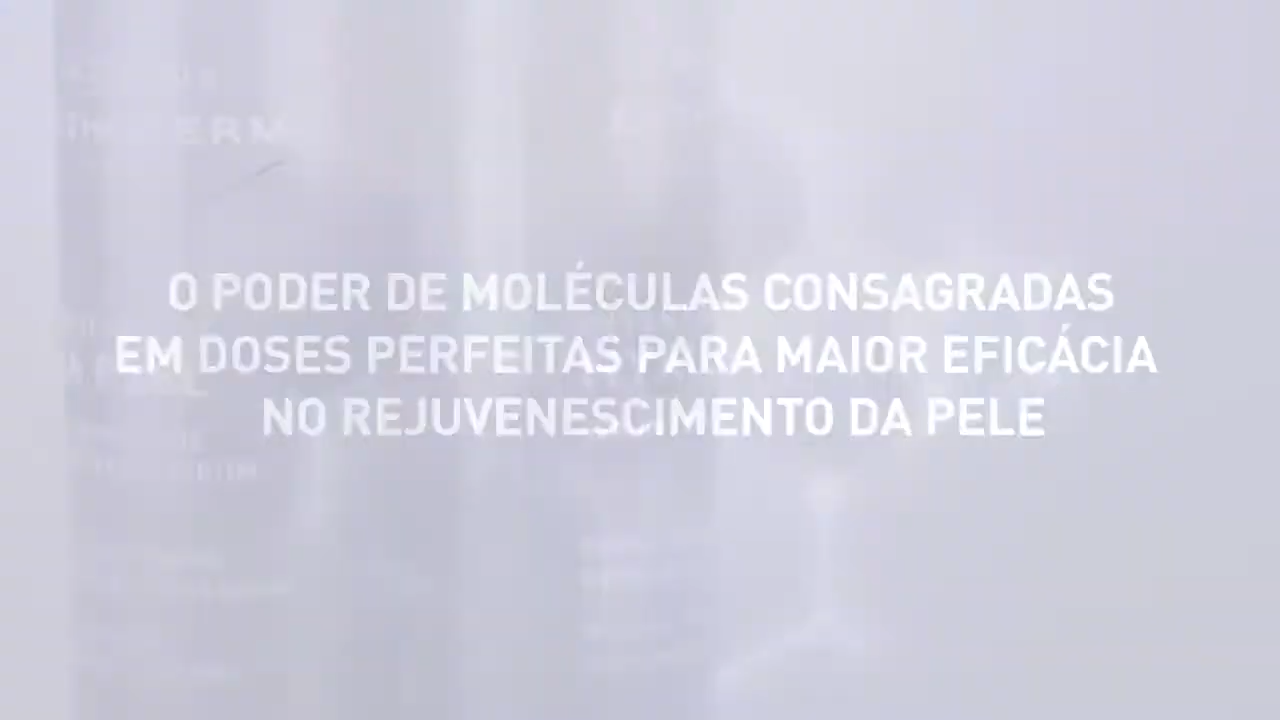 O PODER DE MOLÉCULAS CONSAGRADAS
EM DOSES PERFEITAS PARA MAIOR EFICÁCIA
NO REJUVENESCIMENTO DA PELE